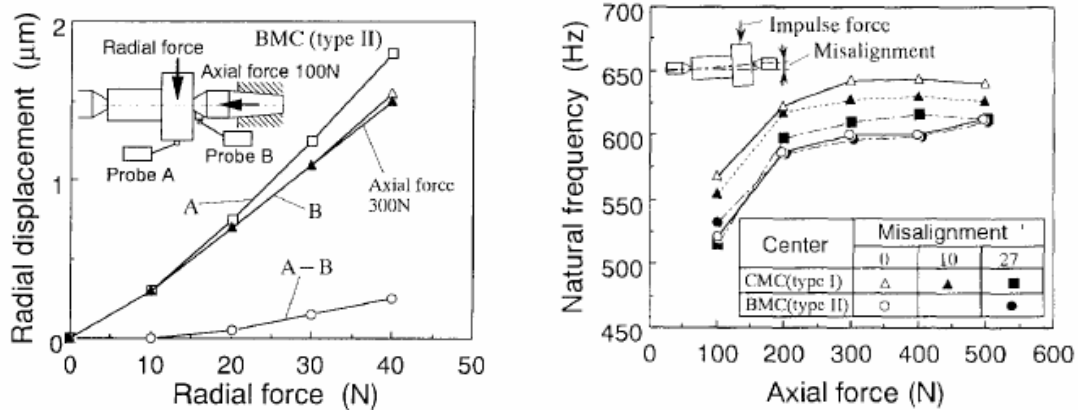 2
1
0
Radial displacement (μm)
Radial force
BMC (type II)
Axial force 100N
Probe B
Probe A
A
B
Axial force
300N
A − B
0 10 20 30 40 50
Radial force (N)
700
650
600
550
500
450
Natural frequency (Hz)
Impulse force
Misalignment
Center
Misalignment
0 10 27
CMC(type I)
BMC(type II)
0 100 200 300 400 500 600
Axial force (N)